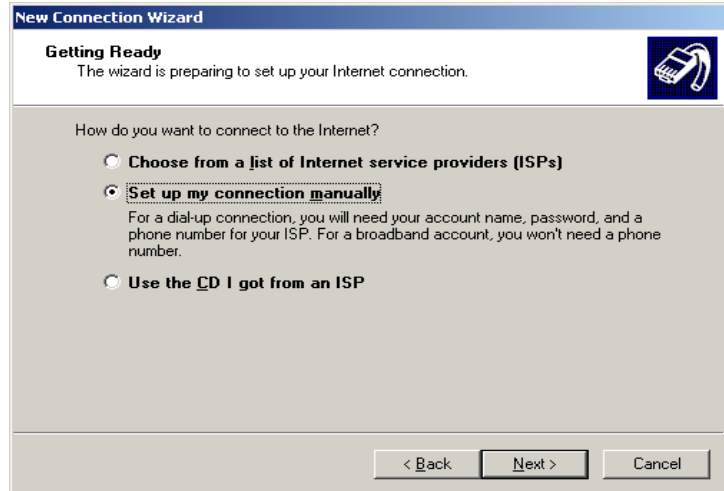 New Connection Wizard
Getting Ready
The wizard is preparing to set up your Internet connection.
How do you want to connect to the Internet?
Choose from a list of Internet service providers (ISPs)
Set up my connection manually
For a dial-up connection, you will need your account name, password, and a
phone number for your ISP. For a broadband account, you won't need a phone
number.
Use the CD I got from an ISP
< Back Next > Cancel